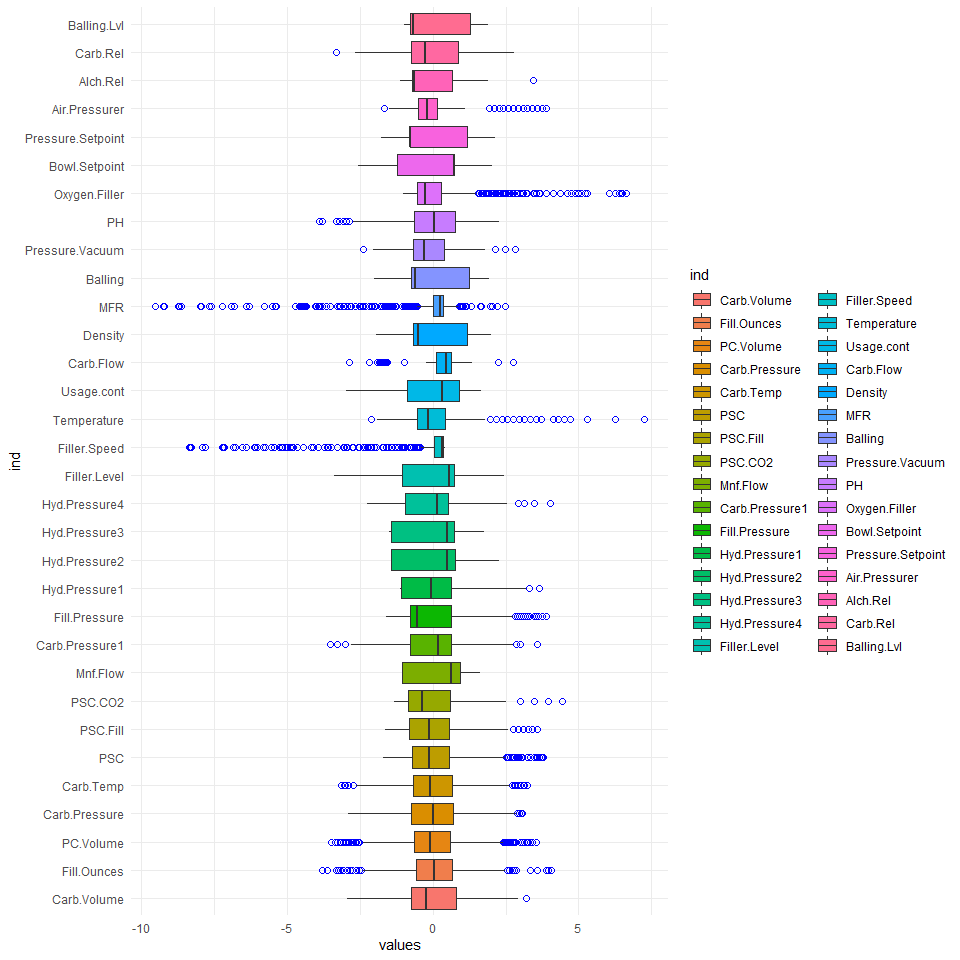 Balling.Lvl
Carb.Rel
Alch.Rel
Air.Pressurer
Pressure.Setpoint
Bowl.Setpoint
Oxygen.Filler
PH
Pressure.Vacuum
Balling
MFR
Density
Carb.Flow
Usage.cont
Temperature
Filler.Speed
Filler.Level
Hyd.Pressure4
Hyd.Pressure3
Hyd.Pressure2
Hyd.Pressure1
Fill.Pressure
Carb.Pressure1
Mnf.Flow
PSC.CO2
PSC.Fill
PSC
Carb.Temp
Carb.Pressure
PC.Volume
Fill.Ounces
Carb.Volume
ind
-10 -5 0 5
values
ind
Carb.Volume Filler.Speed
Fill.Ounces Temperature
PC.Volume Usage.cont
Carb.Pressure Carb.Flow
Carb.Temp Density
PSC MFR
PSC.Fill Balling
PSC.CO2 Pressure.Vacuum
Mnf.Flow PH
Carb.Pressure1 Oxygen.Filler
Fill.Pressure Bowl.Setpoint
Hyd.Pressure1 Pressure.Setpoint
Hyd.Pressure2 Air.Pressurer
Hyd.Pressure3 Alch.Rel
Hyd.Pressure4 Carb.Rel
Filler.Level Balling.Lvl